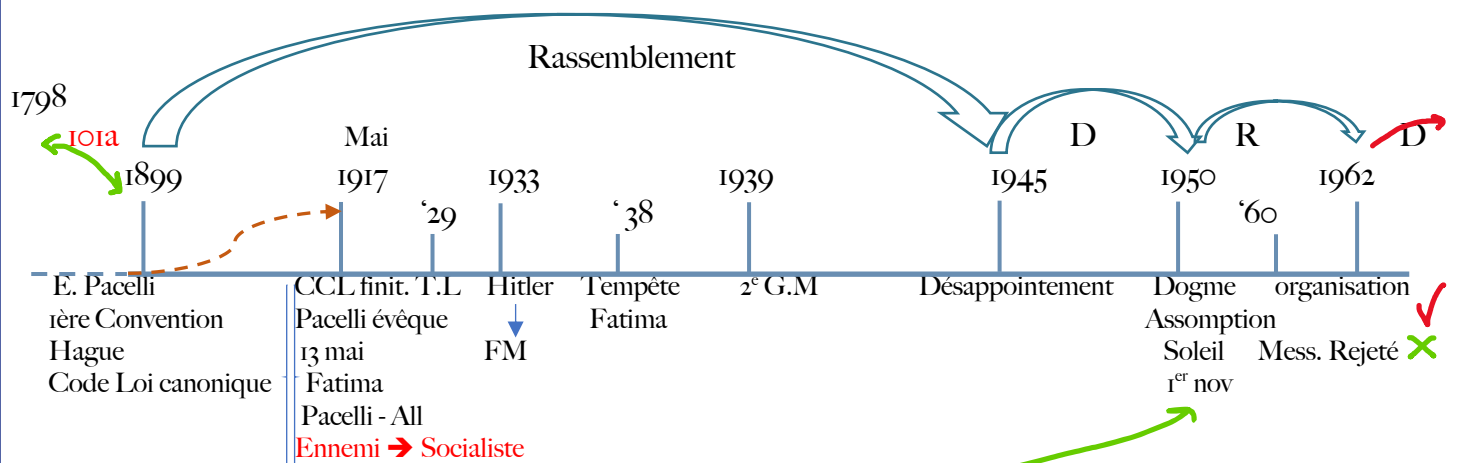 Rassemblement
1798
101a
Mai
D
R
D
1899
1917
1933
1939
1945
1950
1962
‘29
‘38
‘60
E. Pacelli
1ère Convention
Hague
Code Loi canonique
CCL finit.
Pacelli évêque
13 mai
Fatima
Pacelli - All
Ennemi ➔ Socialiste
T.L
Hitler
FM
Tempête
Fatima
2e G.M
Désappointement
Dogme
Assomption
Soleil
1er nov
organisation
Mess. Rejeté